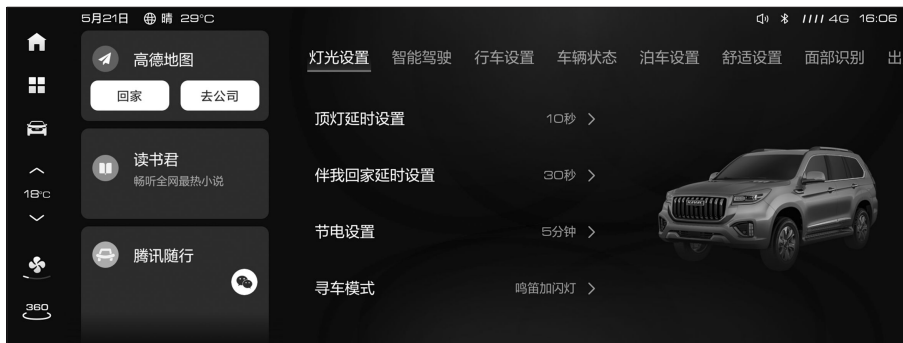 5月21日 晴 29°C
4G 16:06
高德地图
回家 去公司
读书君
畅听全网最热小说
腾讯随行
18°C
360
灯光设置 智能驾驶 行车设置 车辆状态 泊车设置 舒适设置 面部识别 出
顶灯延时设置 10秒
伴我回家延时设置 30秒
节电设置 5分钟
寻车模式 鸣笛加闪灯